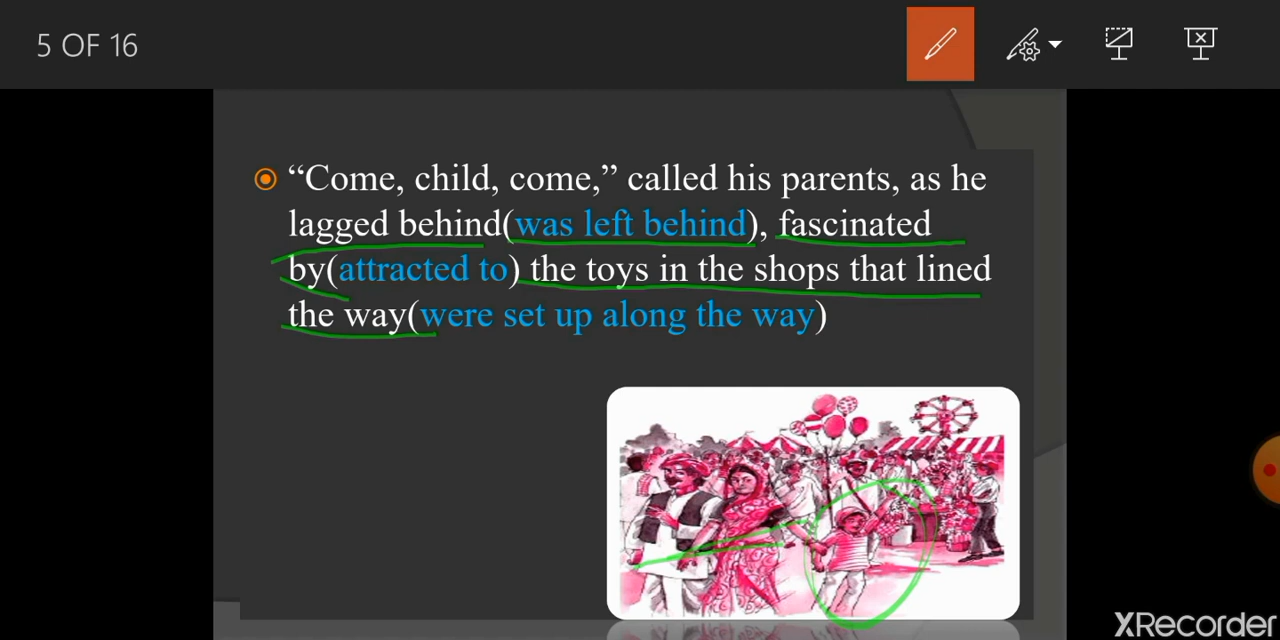 5 OF 16
“Come, child, come,” called his parents, as he
lagged behind(was left behind), fascinated
by(attracted to) the toys in the shops that lined
the way(were set up along the way)
XRecorder